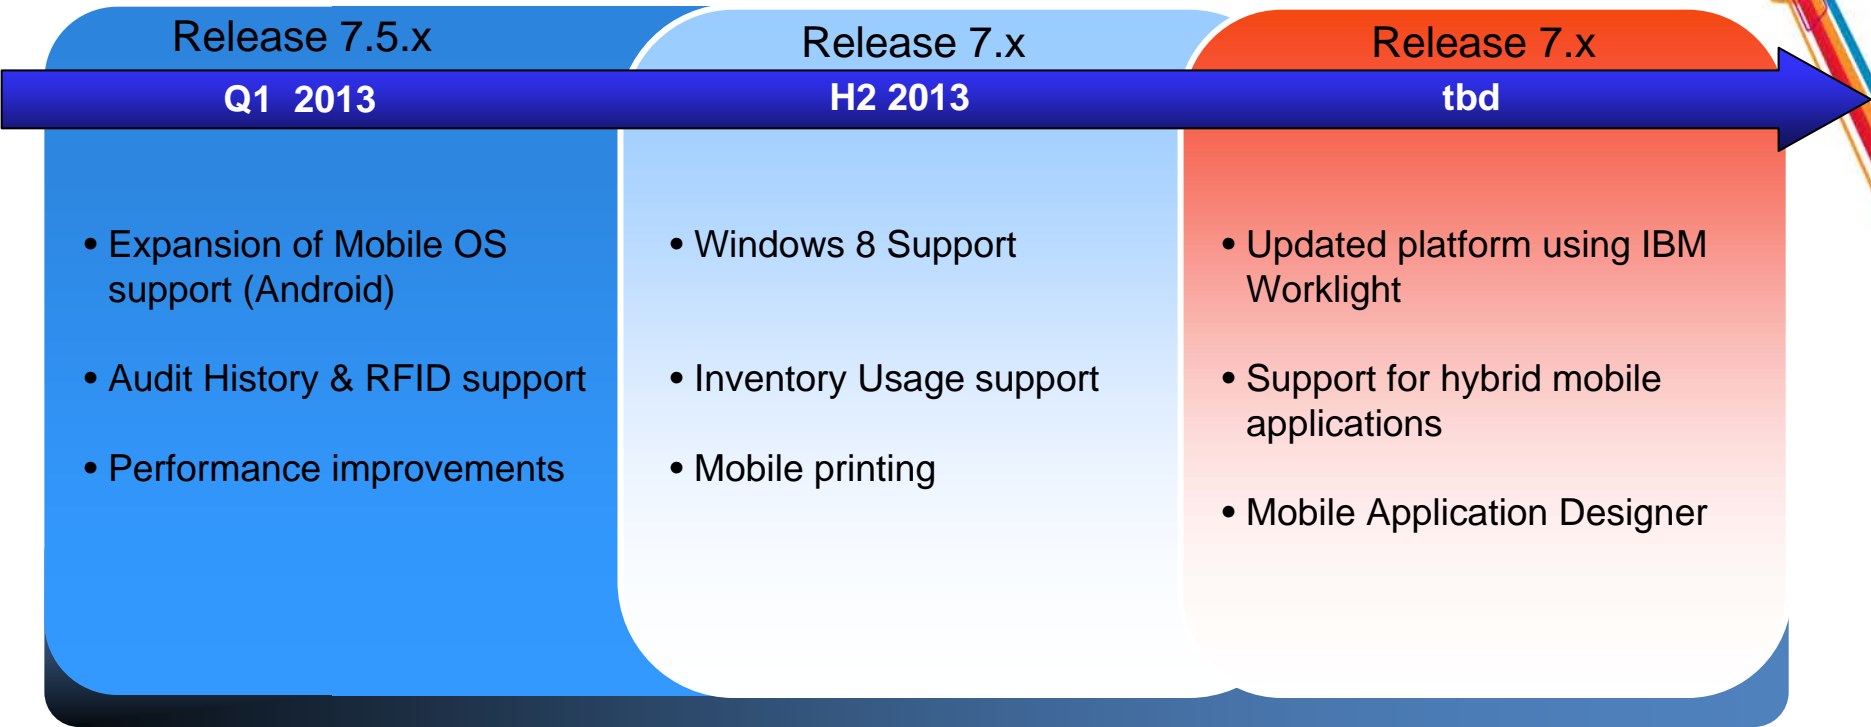 Release 7.5.x
Q1 2013
• Expansion of Mobile OS
support (Android)
• Audit History & RFID support
• Performance improvements
Release 7.x
H2 2013
• Windows 8 Support
• Inventory Usage support
• Mobile printing
Release 7.x
tbd
• Updated platform using IBM
Worklight
• Support for hybrid mobile
applications
• Mobile Application Designer